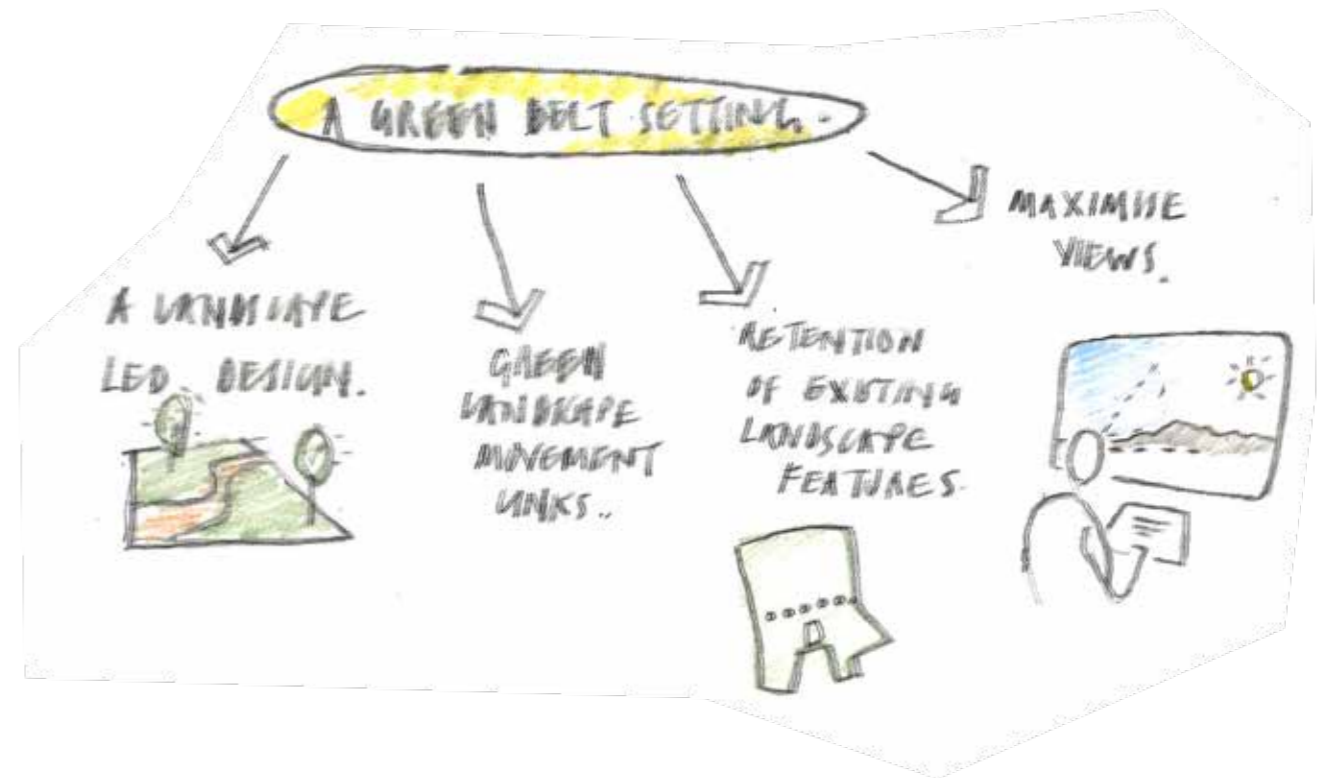 A GREEN BELT SETTING.
A LANDSCAPE
LED DESIGN.
GREEN
LANDSCAPE
MOVEMENT
LINKS..
RETENTION
OF EXISTING
LANDSCAPE
FEATURES.
MAXIMISE
VIEWS.